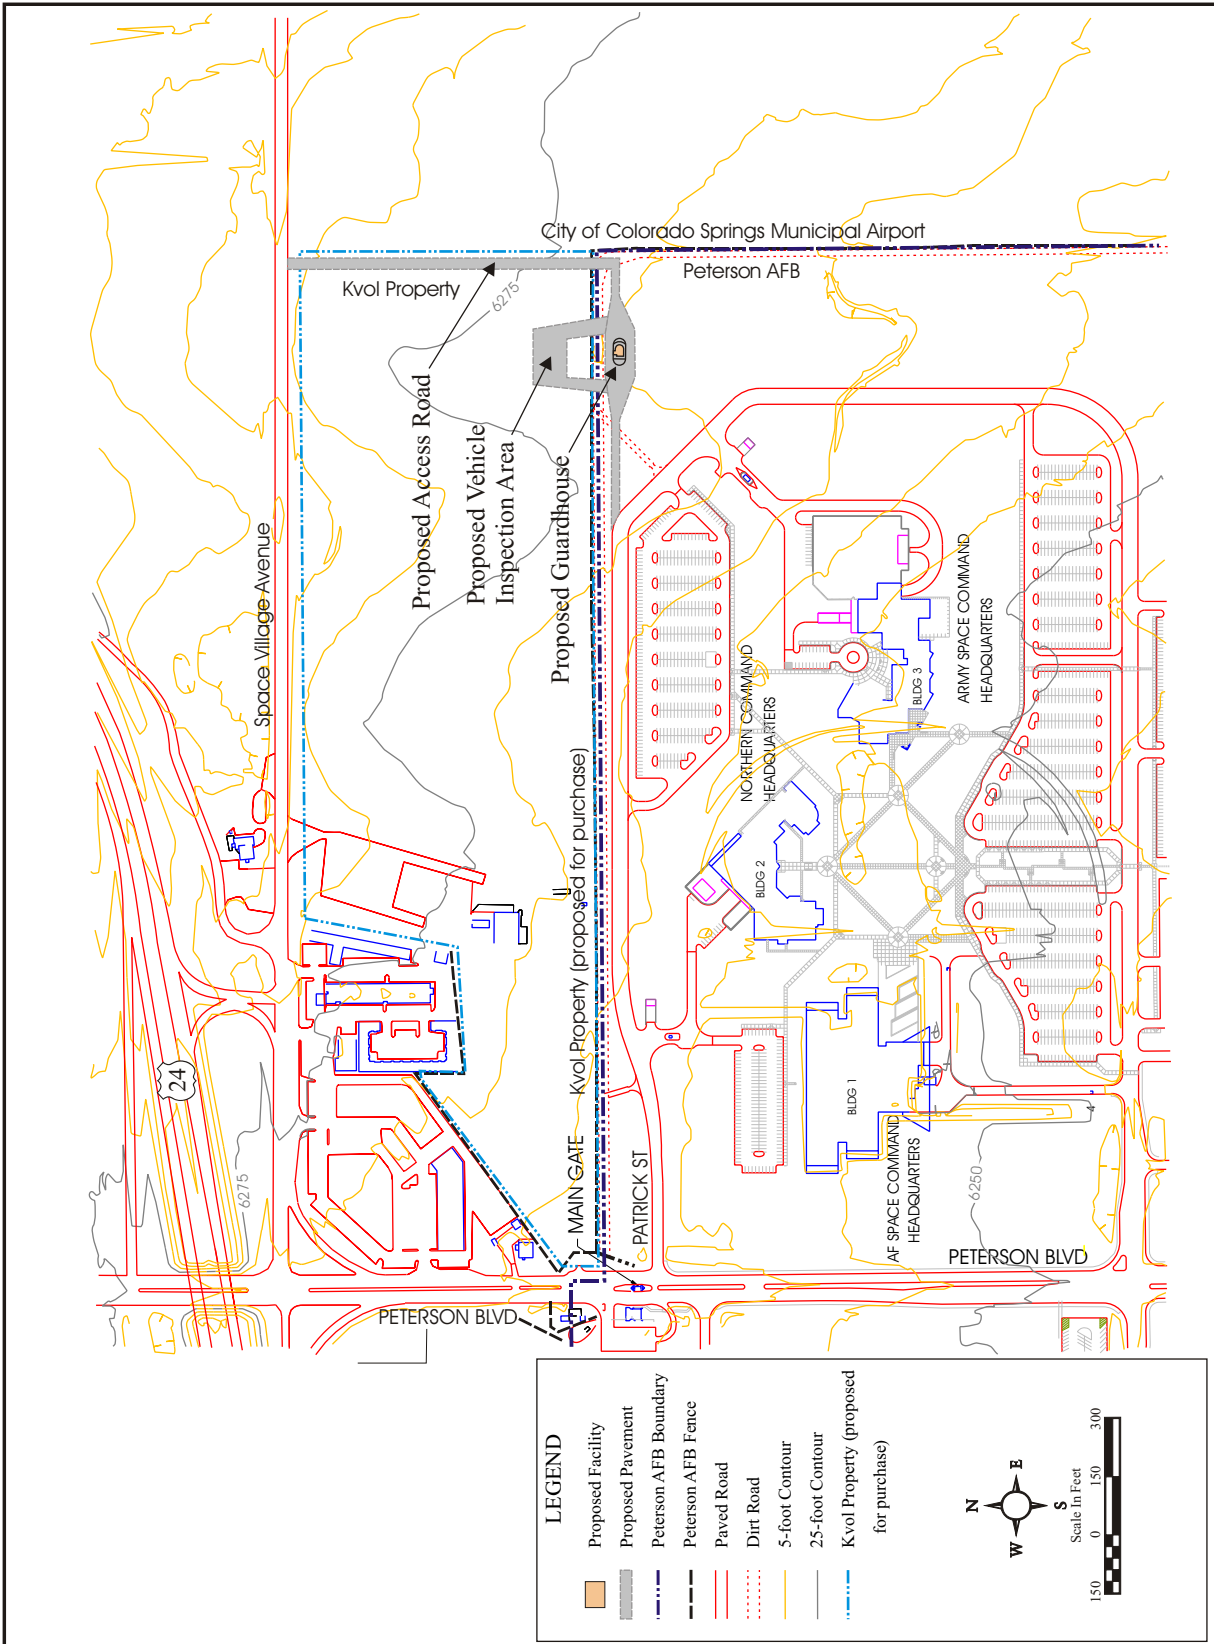 City of Colorado Springs Municipal Airport
Peterson AFB
Kvol Property
6275
Proposed Access Road
Proposed Vehicle
Inspection Area
Proposed Guardhouse
Space Village Avenue
NORTHERN COMMAND
HEADQUARTERS
ARMY SPACE COMMAND
HEADQUARTERS
BLDG 3
BLDG 2
Kvol Property (proposed for purchase)
24
6275
MAIN GATE
PATRICK ST
BLDG 1
AF SPACE COMMAND
HEADQUARTERS
6250
PETERSON BLVD
PETERSON BLVD
LEGEND
Proposed Facility
Proposed Pavement
Peterson AFB Boundary
Peterson AFB Fence
Paved Road
Dirt Road
5-foot Contour
25-foot Contour
Kvol Property (proposed
for purchase)
N
W E
S
Scale In Feet
150 0 150 300